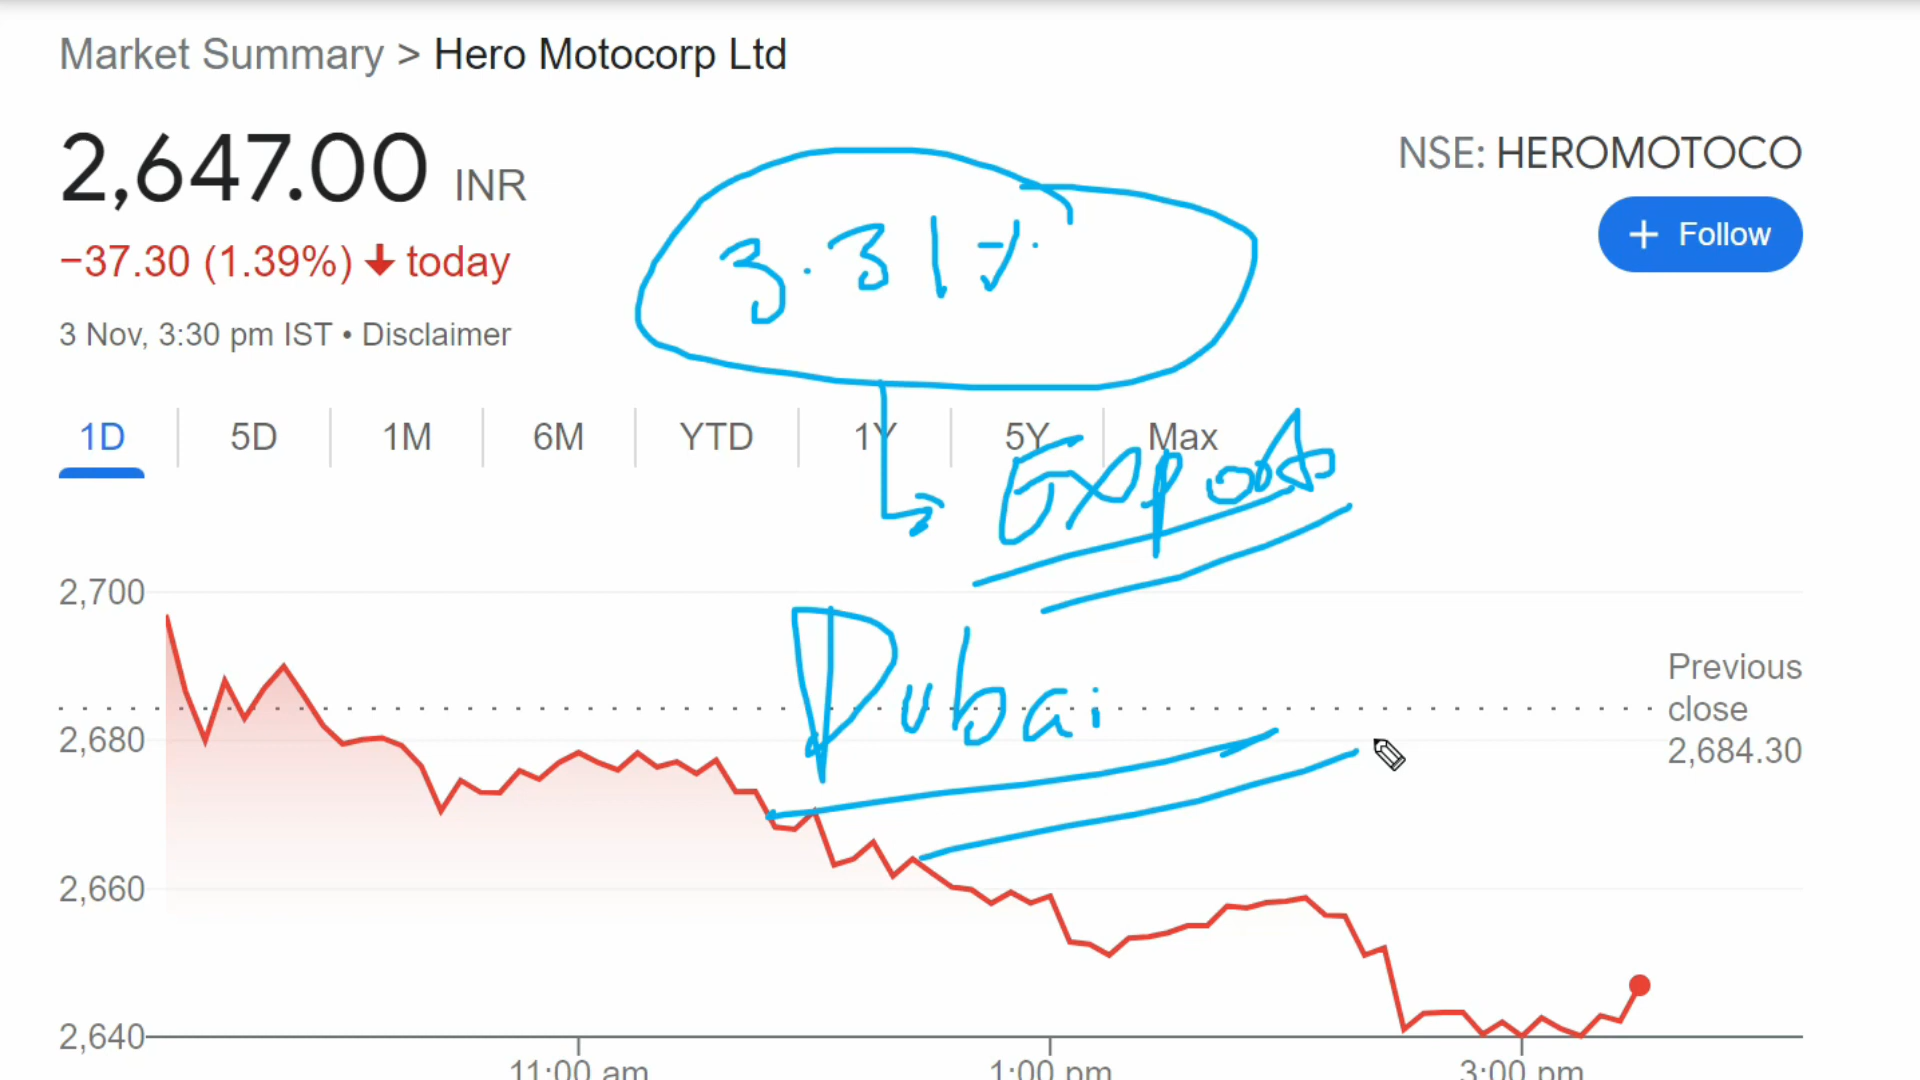 Market Summary > Hero Motocorp Ltd
2,647.00 INR
NSE: HEROMOTOCO
+ Follow
−37.30 (1.39%) ↓ today
3 Nov, 3:30 pm IST • Disclaimer
3.31%
1D 5D 1M 6M YTD 1Y 5Y Max
Exports
2,700
Dubai
Previous
close
2,684.30
2,680
2,660
2,640
11:00 am 1:00 pm 3:00 pm